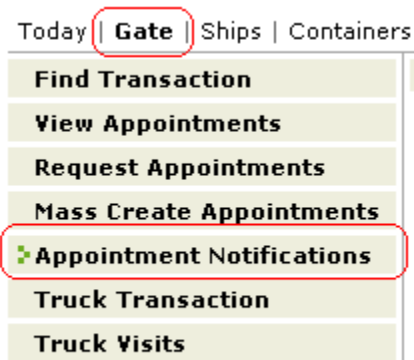 Today | Gate | Ships | Containers
Find Transaction
View Appointments
Request Appointments
Mass Create Appointments
Appointment Notifications
Truck Transaction
Truck Visits